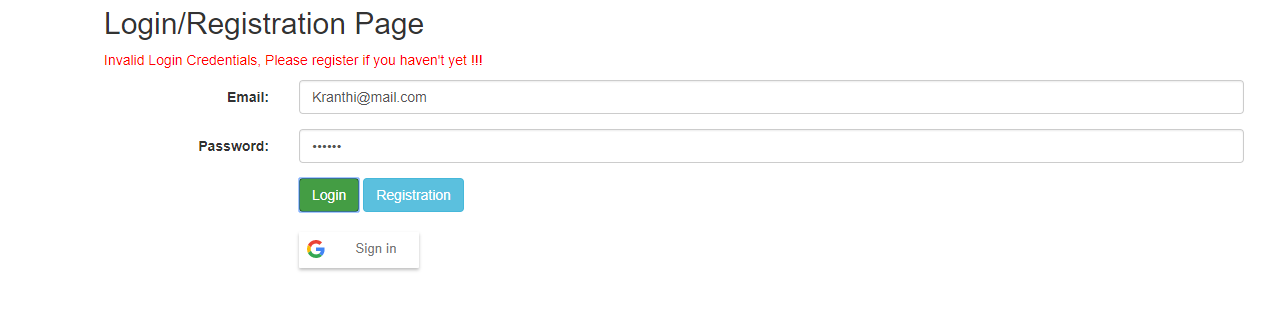 Login/Registration Page
Invalid Login Credentials, Please register if you haven't yet !!!
Email: Kranthi@mail.com
Password: ••••••
Login Registration
Sign in